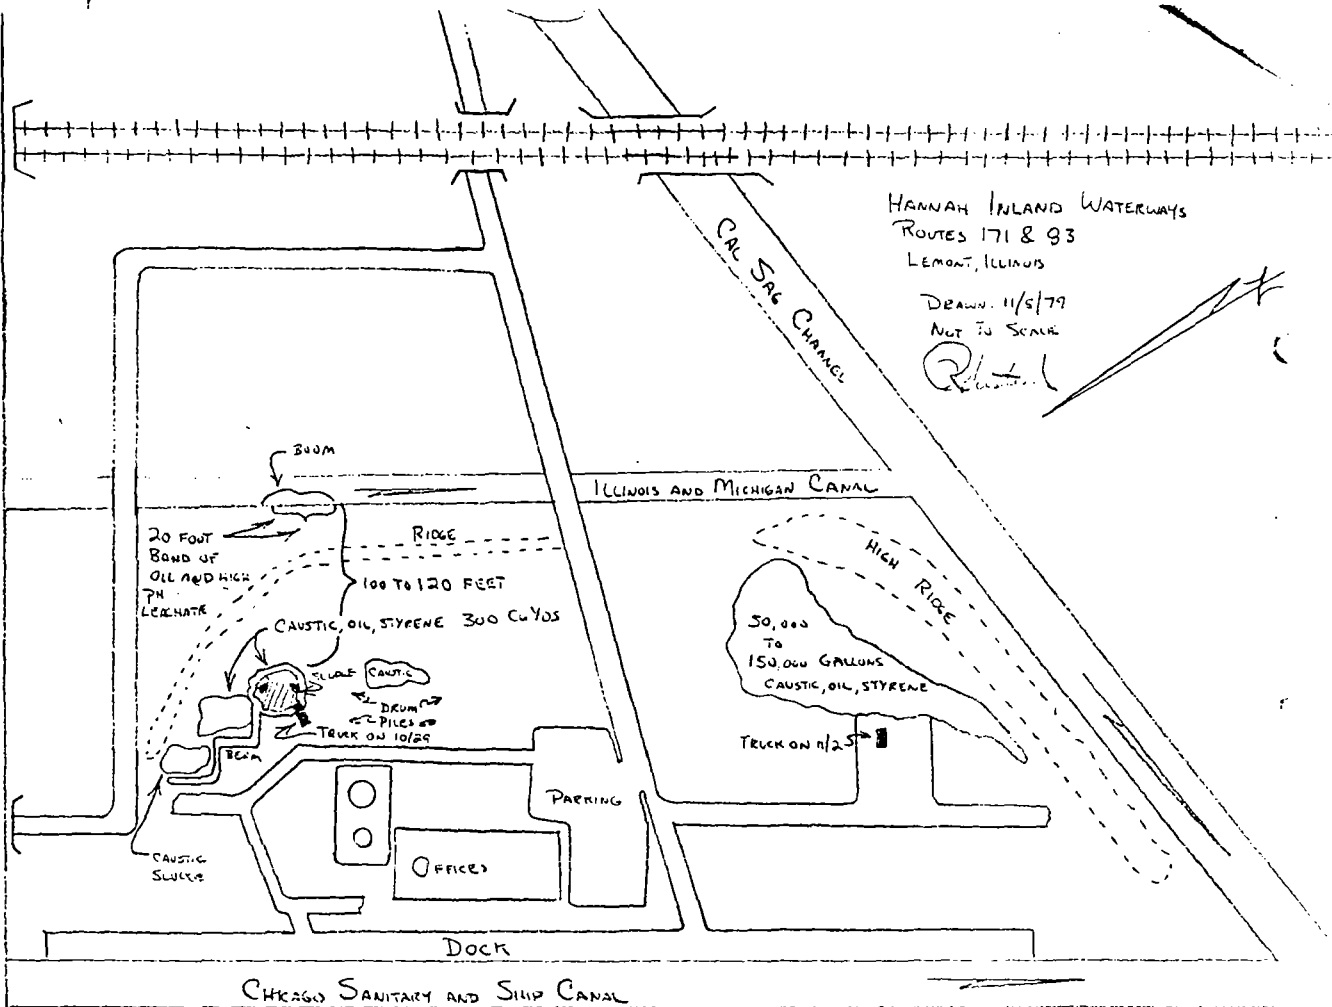 HANNAH INLAND WATERWAYS
ROUTES 171 & 83
LEMONT, ILLINOIS
DRAWN. 11/5/79
NOT TO SCALE
CAL SAG CHANNEL
BOOM
ILLINOIS AND MICHIGAN CANAL
20 FOOT
BAND OF
OIL AND HIGH
PH
LEACHATE
RIDGE
HIGH RIDGE
100 TO 120 FEET
CAUSTIC, OIL, STYRENE 300 CU YDS
50,000
TO
150,000 GALLONS
CAUSTIC, OIL, STYRENE
SLUDGE
CAUSTIC
DRUM
PILES
TRUCK ON 10/29
TRUCK ON 11/2
BERM
PARKING
CAUSTIC
OFFICES
DOCK
CHICAGO SANITARY AND SHIP CANAL